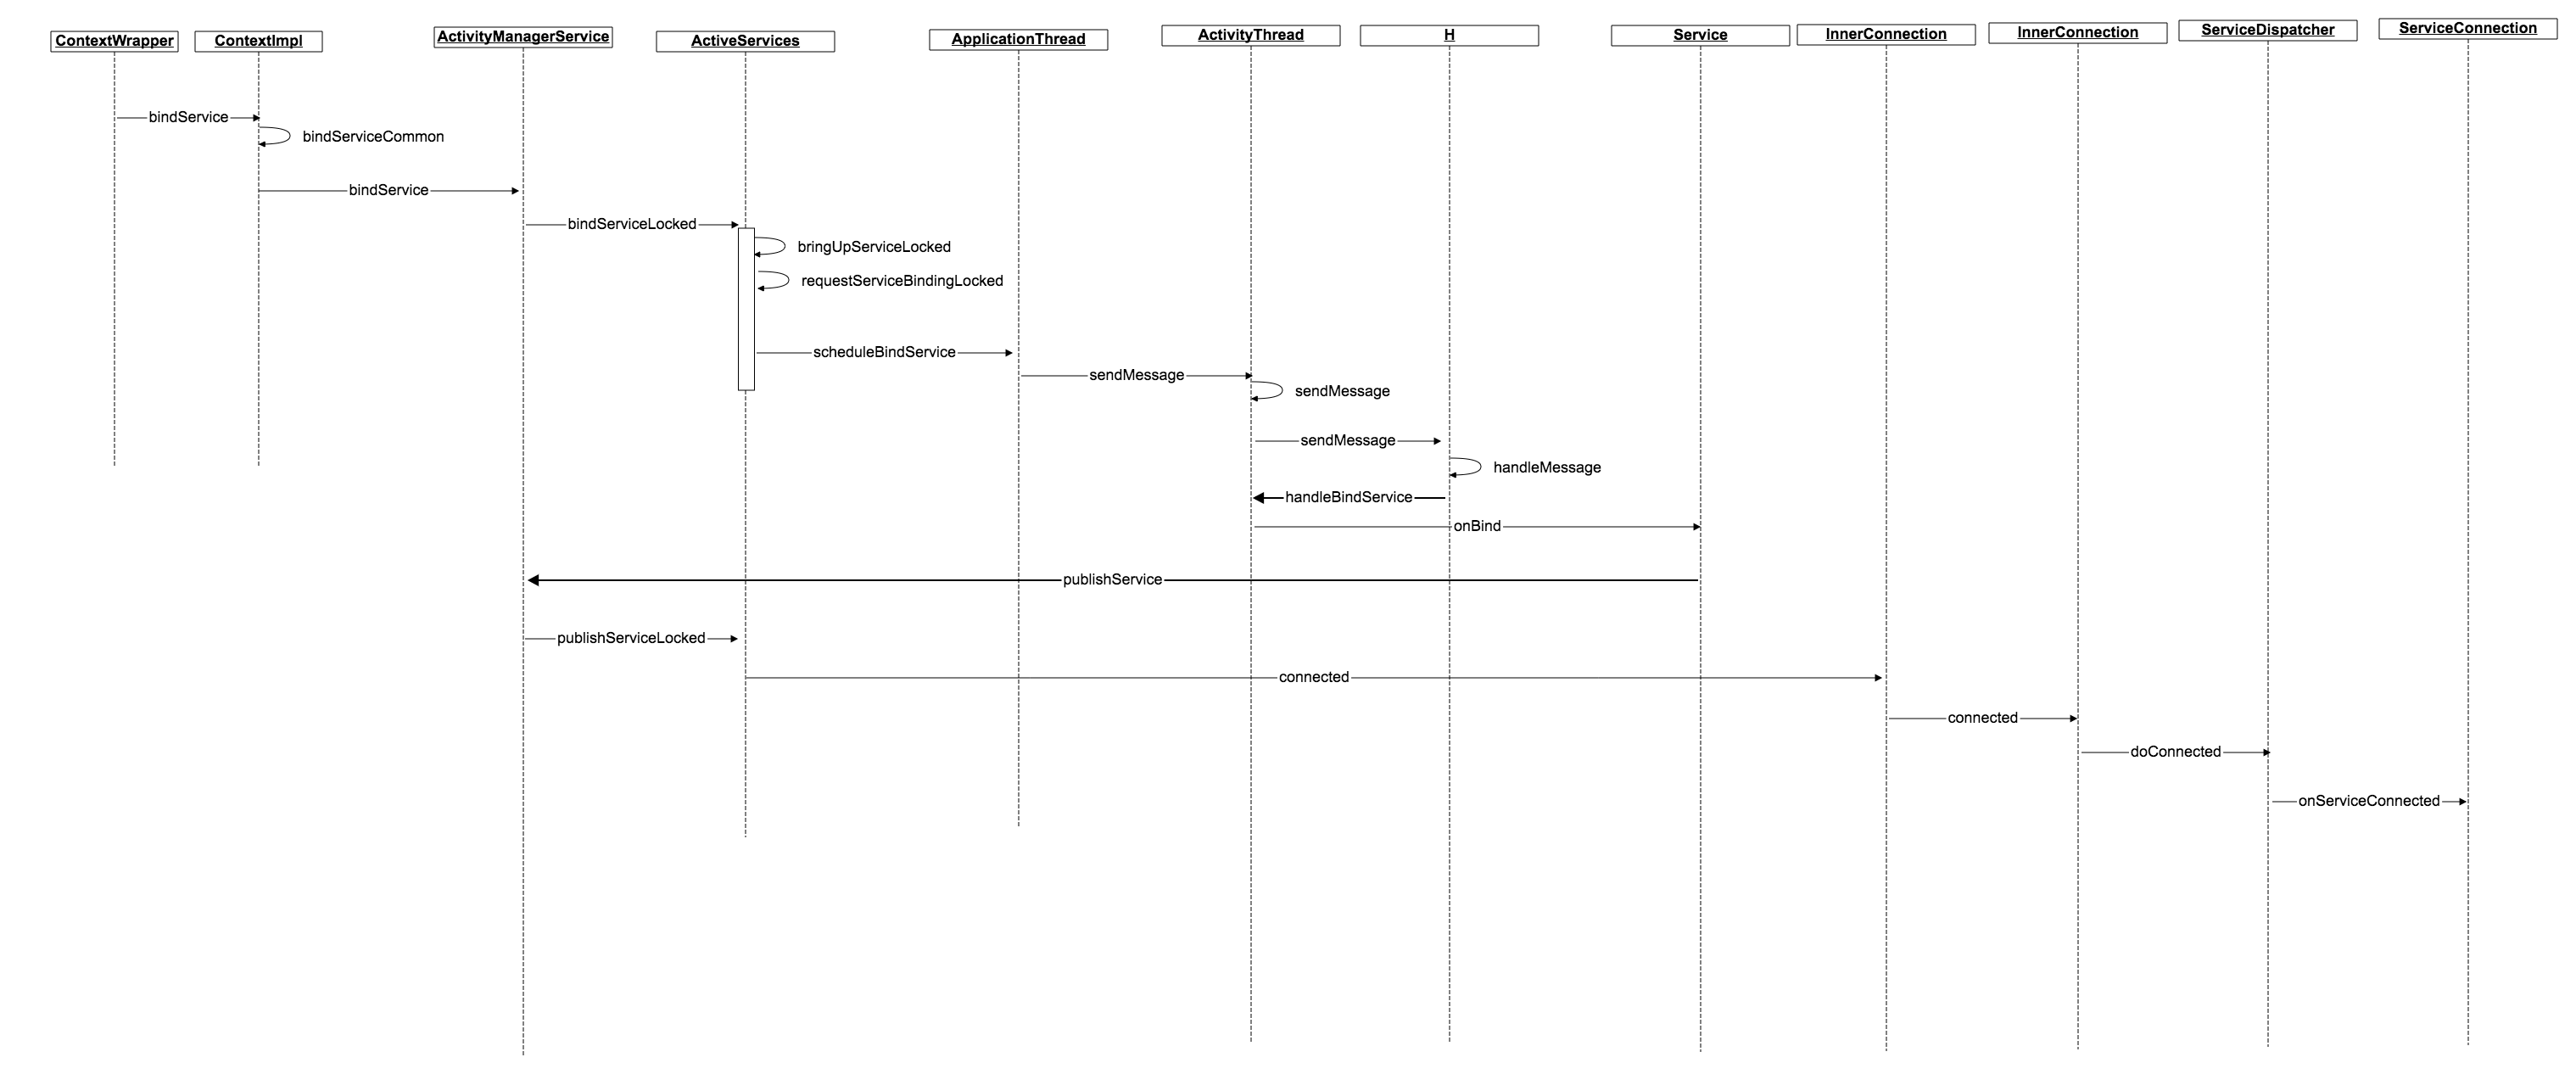 ContextWrapper
ContextImpl
ActivityManagerService
ActiveServices
ApplicationThread
ActivityThread
H
Service
InnerConnection
InnerConnection
ServiceDispatcher
ServiceConnection
bindService
bindServiceCommon
bindService
bindServiceLocked
bringUpServiceLocked
requestServiceBindingLocked
scheduleBindService
sendMessage
sendMessage
sendMessage
handleMessage
handleBindService
onBind
publishService
publishServiceLocked
connected
connected
doConnected
onServiceConnected